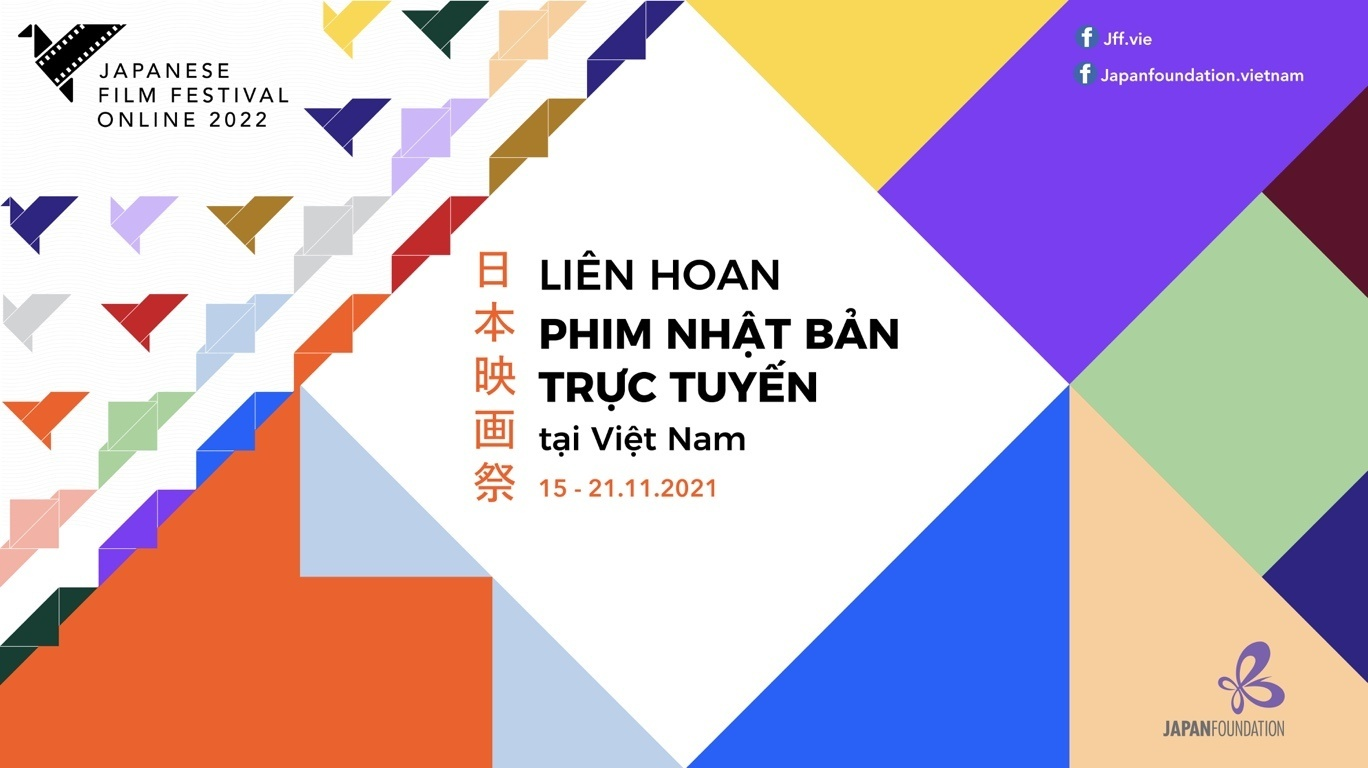 JAPANESE
FILM FESTIVAL
ONLINE 2022
Jff.vie
Japanfoundation.vietnam
日本映画祭
LIÊN HOAN
PHIM NHẬT BẢN
TRỰC TUYẾN
tại Việt Nam
15 - 21.11.2021
JAPANFOUNDATION